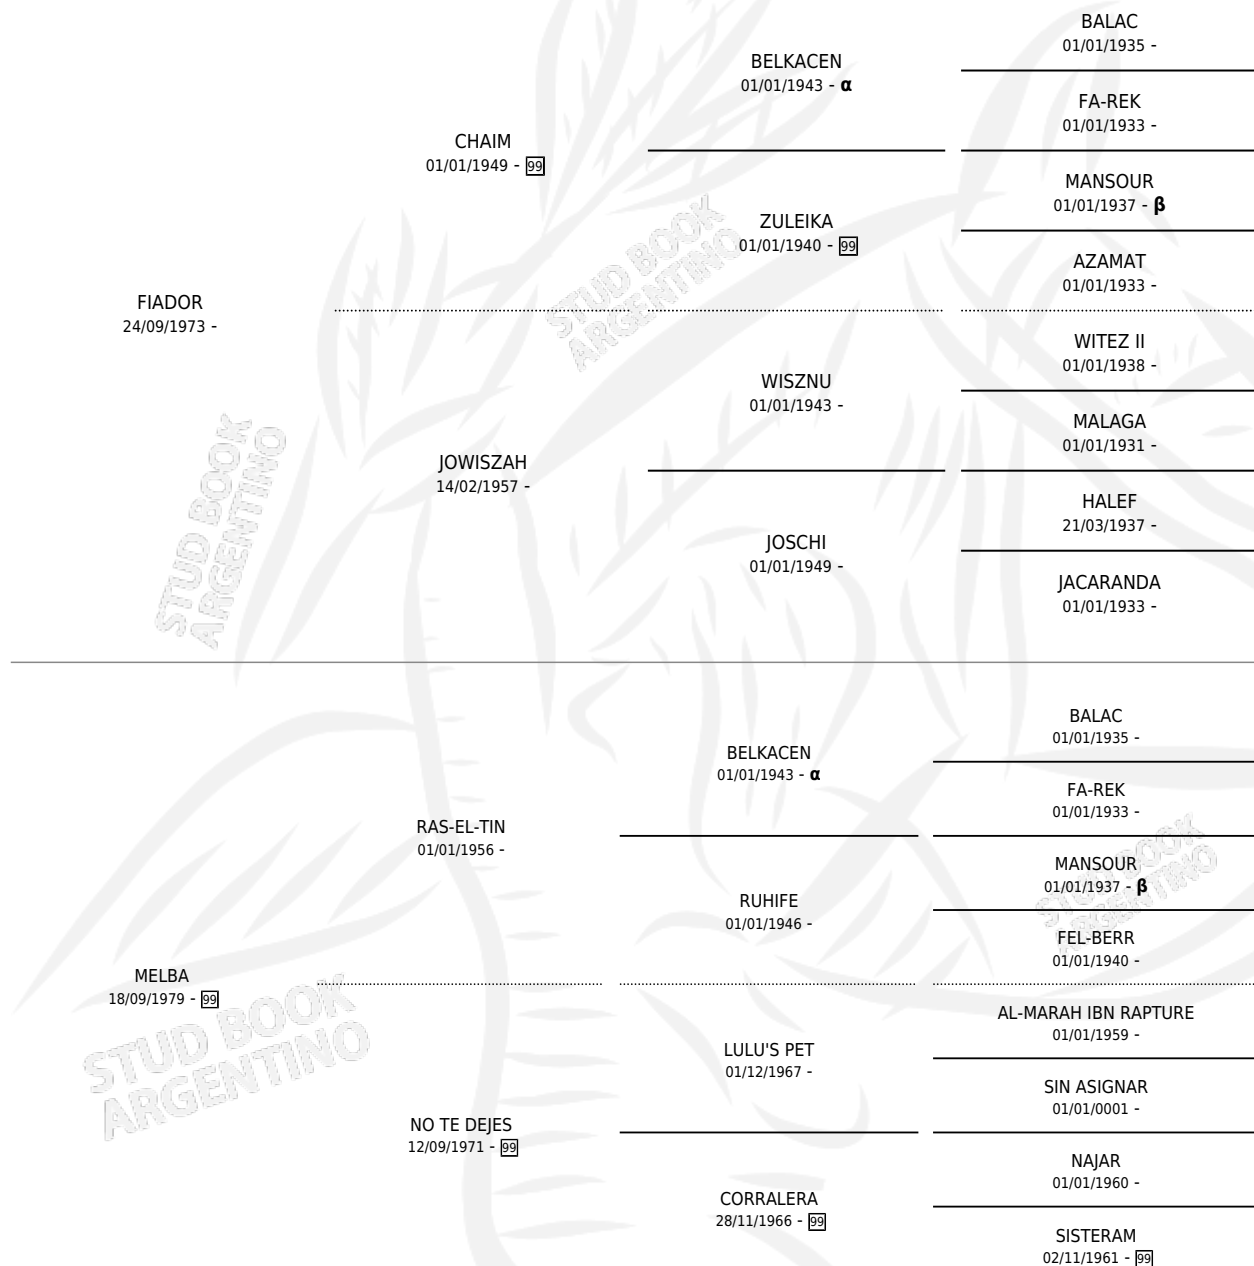 BALAC
01/01/1935 -
BELKACEN
01/01/1943 - α
FA-REK
01/01/1933 -
CHAIM
01/01/1949 - 99
MANSOUR
01/01/1937 - β
ZULEIKA
01/01/1940 - 99
AZAMAT
01/01/1933 -
FIADOR
24/09/1973 -
WITEZ II
01/01/1938 -
WISZNU
01/01/1943 -
MALAGA
01/01/1931 -
JOWISZAH
14/02/1957 -
HALEF
21/03/1937 -
JOSCHI
01/01/1949 -
JACARANDA
01/01/1933 -
STUD BOOK
ARGENTINO
STUD BOOK
ARGENTINO
BALAC
01/01/1935 -
BELKACEN
01/01/1943 - α
FA-REK
01/01/1933 -
RAS-EL-TIN
01/01/1956 -
MANSOUR
01/01/1937 - β
RUHIFE
01/01/1946 -
FEL-BERR
01/01/1940 -
MELBA
18/09/1979 - 99
AL-MARAH IBN RAPTURE
01/01/1959 -
LULU'S PET
01/12/1967 -
SIN ASIGNAR
01/01/0001 -
NO TE DEJES
12/09/1971 - 99
NAJAR
01/01/1960 -
CORRALERA
28/11/1966 - 99
SISTERAM
02/11/1961 - 99
STUD BOOK
ARGENTINO
STUD BOOK
ARGENTINO